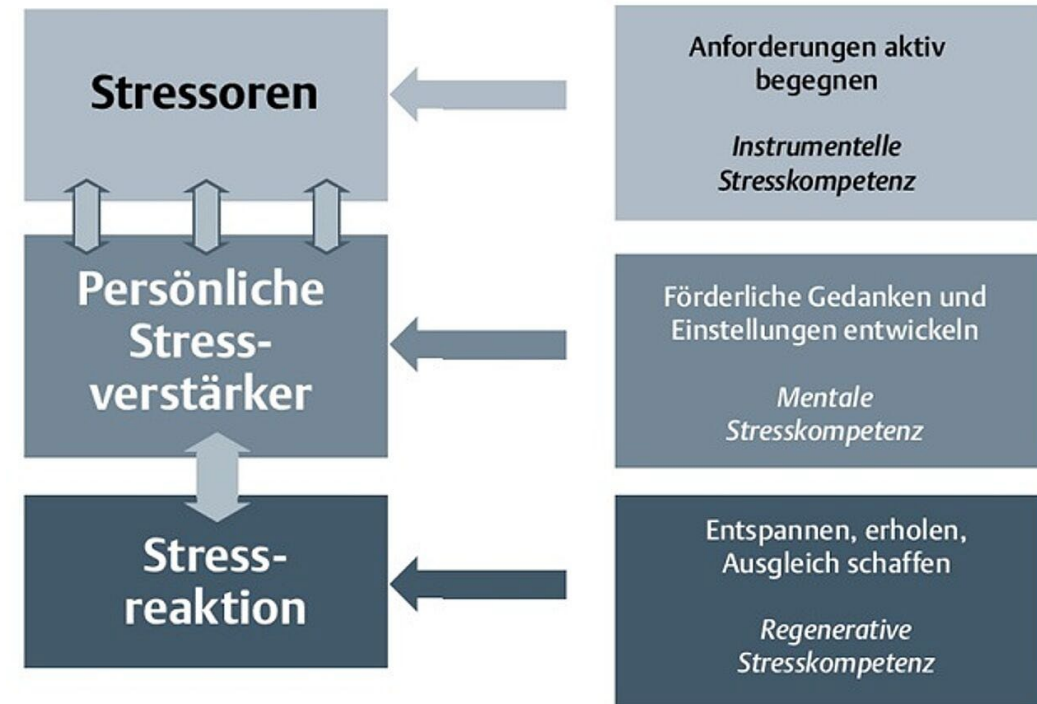 Stressoren
Anforderungen aktiv
begegnen
Instrumentelle
Stresskompetenz
Persönliche
Stress-
verstärker
Förderliche Gedanken und
Einstellungen entwickeln
Mentale
Stresskompetenz
Stress-
reaktion
Entspannen, erholen,
Ausgleich schaffen
Regenerative
Stresskompetenz